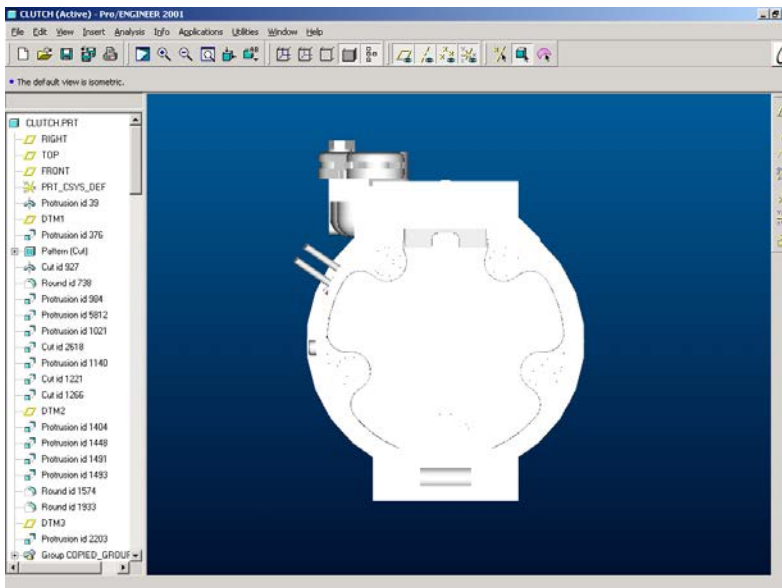 CLUTCH (Active) - Pro/ENGINEER 2001
File Edit View Insert Analysis Info Applications Utilities Window Help
• The default view is isometric.
CLUTCH.PRT
RIGHT
TOP
FRONT
PRT_CSYS_DEF
Protrusion id 39
DTM1
Protrusion id 376
Pattern (Cut)
Cut id 927
Round id 738
Protrusion id 984
Protrusion id 5812
Protrusion id 1021
Cut id 2618
Protrusion id 1140
Cut id 1221
Cut id 1266
DTM2
Protrusion id 1404
Protrusion id 1448
Protrusion id 1491
Protrusion id 1493
Round id 1574
Round id 1933
DTM3
Protrusion id 2203
Group COPIED_GROUP